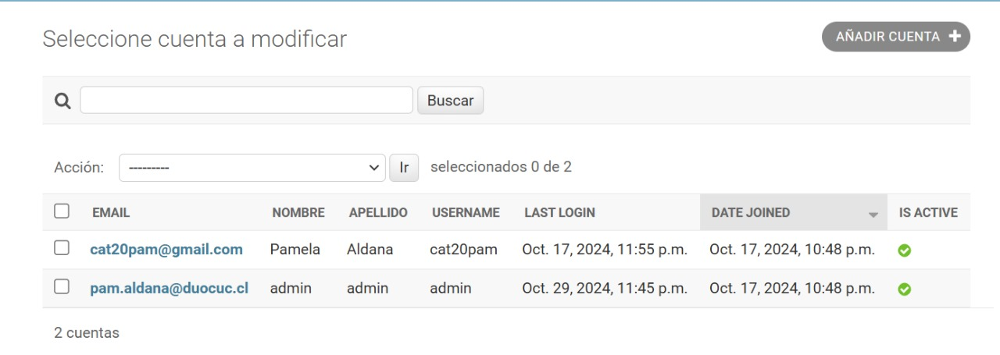 Seleccione cuenta a modificar
AÑADIR CUENTA +
Buscar
Acción: --------- Ir seleccionados 0 de 2
EMAIL NOMBRE APELLIDO USERNAME LAST LOGIN DATE JOINED IS ACTIVE
cat20pam@gmail.com Pamela Aldana cat20pam Oct. 17, 2024, 11:55 p.m. Oct. 17, 2024, 10:48 p.m.
pam.aldana@duocuc.cl admin admin admin Oct. 29, 2024, 11:45 p.m. Oct. 17, 2024, 10:48 p.m.
2 cuentas